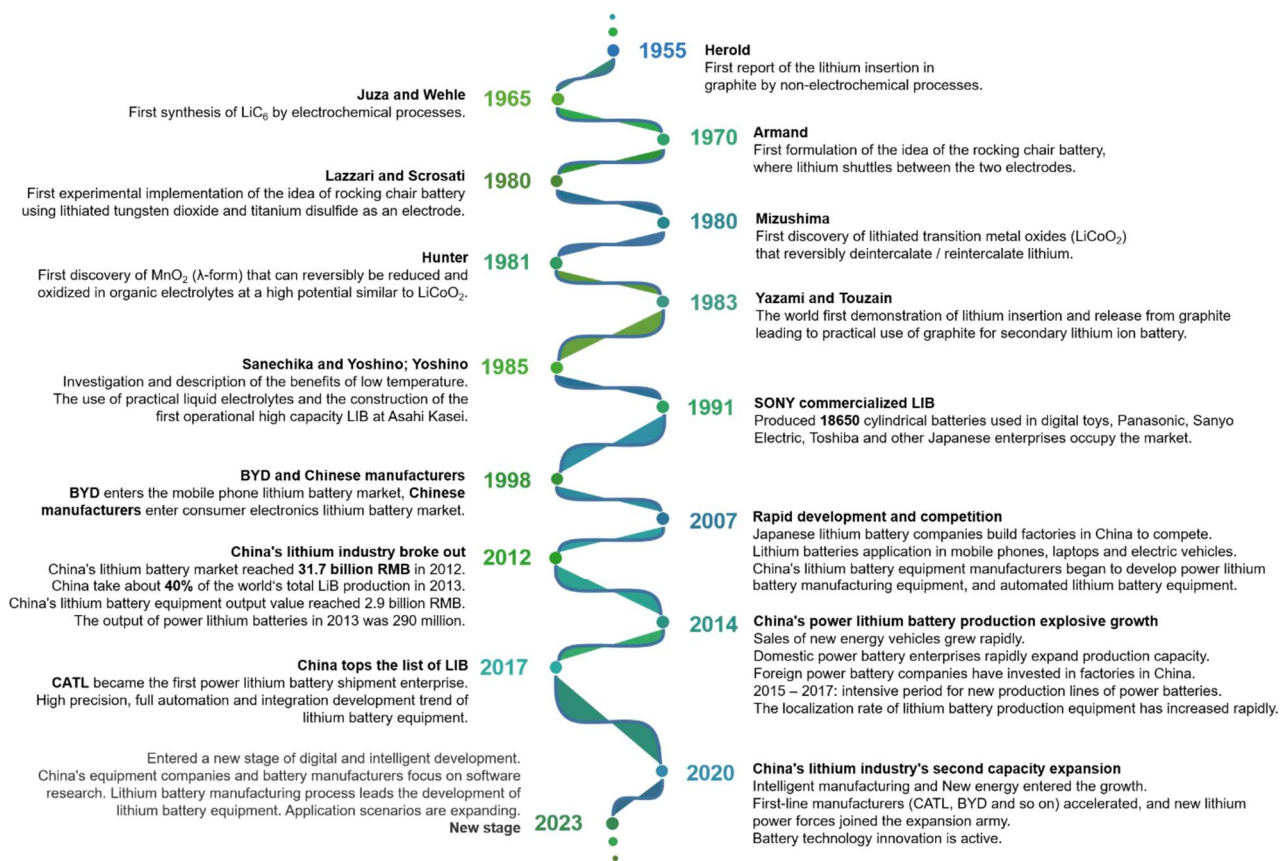 1955
Herold
First report of the lithium insertion in
graphite by non-electrochemical processes.
Juza and Wehle
1965
First synthesis of LiC₆ by electrochemical processes.
1970
Armand
First formulation of the idea of the rocking chair battery,
where lithium shuttles between the two electrodes.
Lazzari and Scrosati
1980
First experimental implementation of the idea of rocking chair battery
using lithiated tungsten dioxide and titanium disulfide as an electrode.
1980
Mizushima
First discovery of lithiated transition metal oxides (LiCoO₂)
that reversibly deintercalate / reintercalate lithium.
Hunter
1981
First discovery of MnO₂ (λ-form) that can reversibly be reduced and
oxidized in organic electrolytes at a high potential similar to LiCoO₂.
1983
Yazami and Touzain
The world first demonstration of lithium insertion and release from graphite
leading to practical use of graphite for secondary lithium ion battery.
Sanechika and Yoshino; Yoshino
1985
Investigation and description of the benefits of low temperature.
The use of practical liquid electrolytes and the construction of the
first operational high capacity LIB at Asahi Kasei.
1991
SONY commercialized LIB
Produced 18650 cylindrical batteries used in digital toys, Panasonic, Sanyo
Electric, Toshiba and other Japanese enterprises occupy the market.
BYD and Chinese manufacturers
1998
BYD enters the mobile phone lithium battery market, Chinese
manufacturers enter consumer electronics lithium battery market.
2007
Rapid development and competition
Japanese lithium battery companies build factories in China to compete.
Lithium batteries application in mobile phones, laptops and electric vehicles.
China's lithium battery equipment manufacturers began to develop power lithium
battery manufacturing equipment, and automated lithium battery equipment.
China's lithium industry broke out
2012
China's lithium battery market reached 31.7 billion RMB in 2012.
China take about 40% of the world's total LiB production in 2013.
China's lithium battery equipment output value reached 2.9 billion RMB.
The output of power lithium batteries in 2013 was 290 million.
2014
China's power lithium battery production explosive growth
Sales of new energy vehicles grew rapidly.
Domestic power battery enterprises rapidly expand production capacity.
Foreign power battery companies have invested in factories in China.
2015 – 2017: intensive period for new production lines of power batteries.
The localization rate of lithium battery production equipment has increased rapidly.
China tops the list of LIB
2017
CATL became the first power lithium battery shipment enterprise.
High precision, full automation and integration development trend of
lithium battery equipment.
2020
China's lithium industry's second capacity expansion
Intelligent manufacturing and New energy entered the growth.
First-line manufacturers (CATL, BYD and so on) accelerated, and new lithium
power forces joined the expansion army.
Battery technology innovation is active.
Entered a new stage of digital and intelligent development.
China's equipment companies and battery manufacturers focus on software
research. Lithium battery manufacturing process leads the development of
lithium battery equipment. Application scenarios are expanding.
New stage
2023